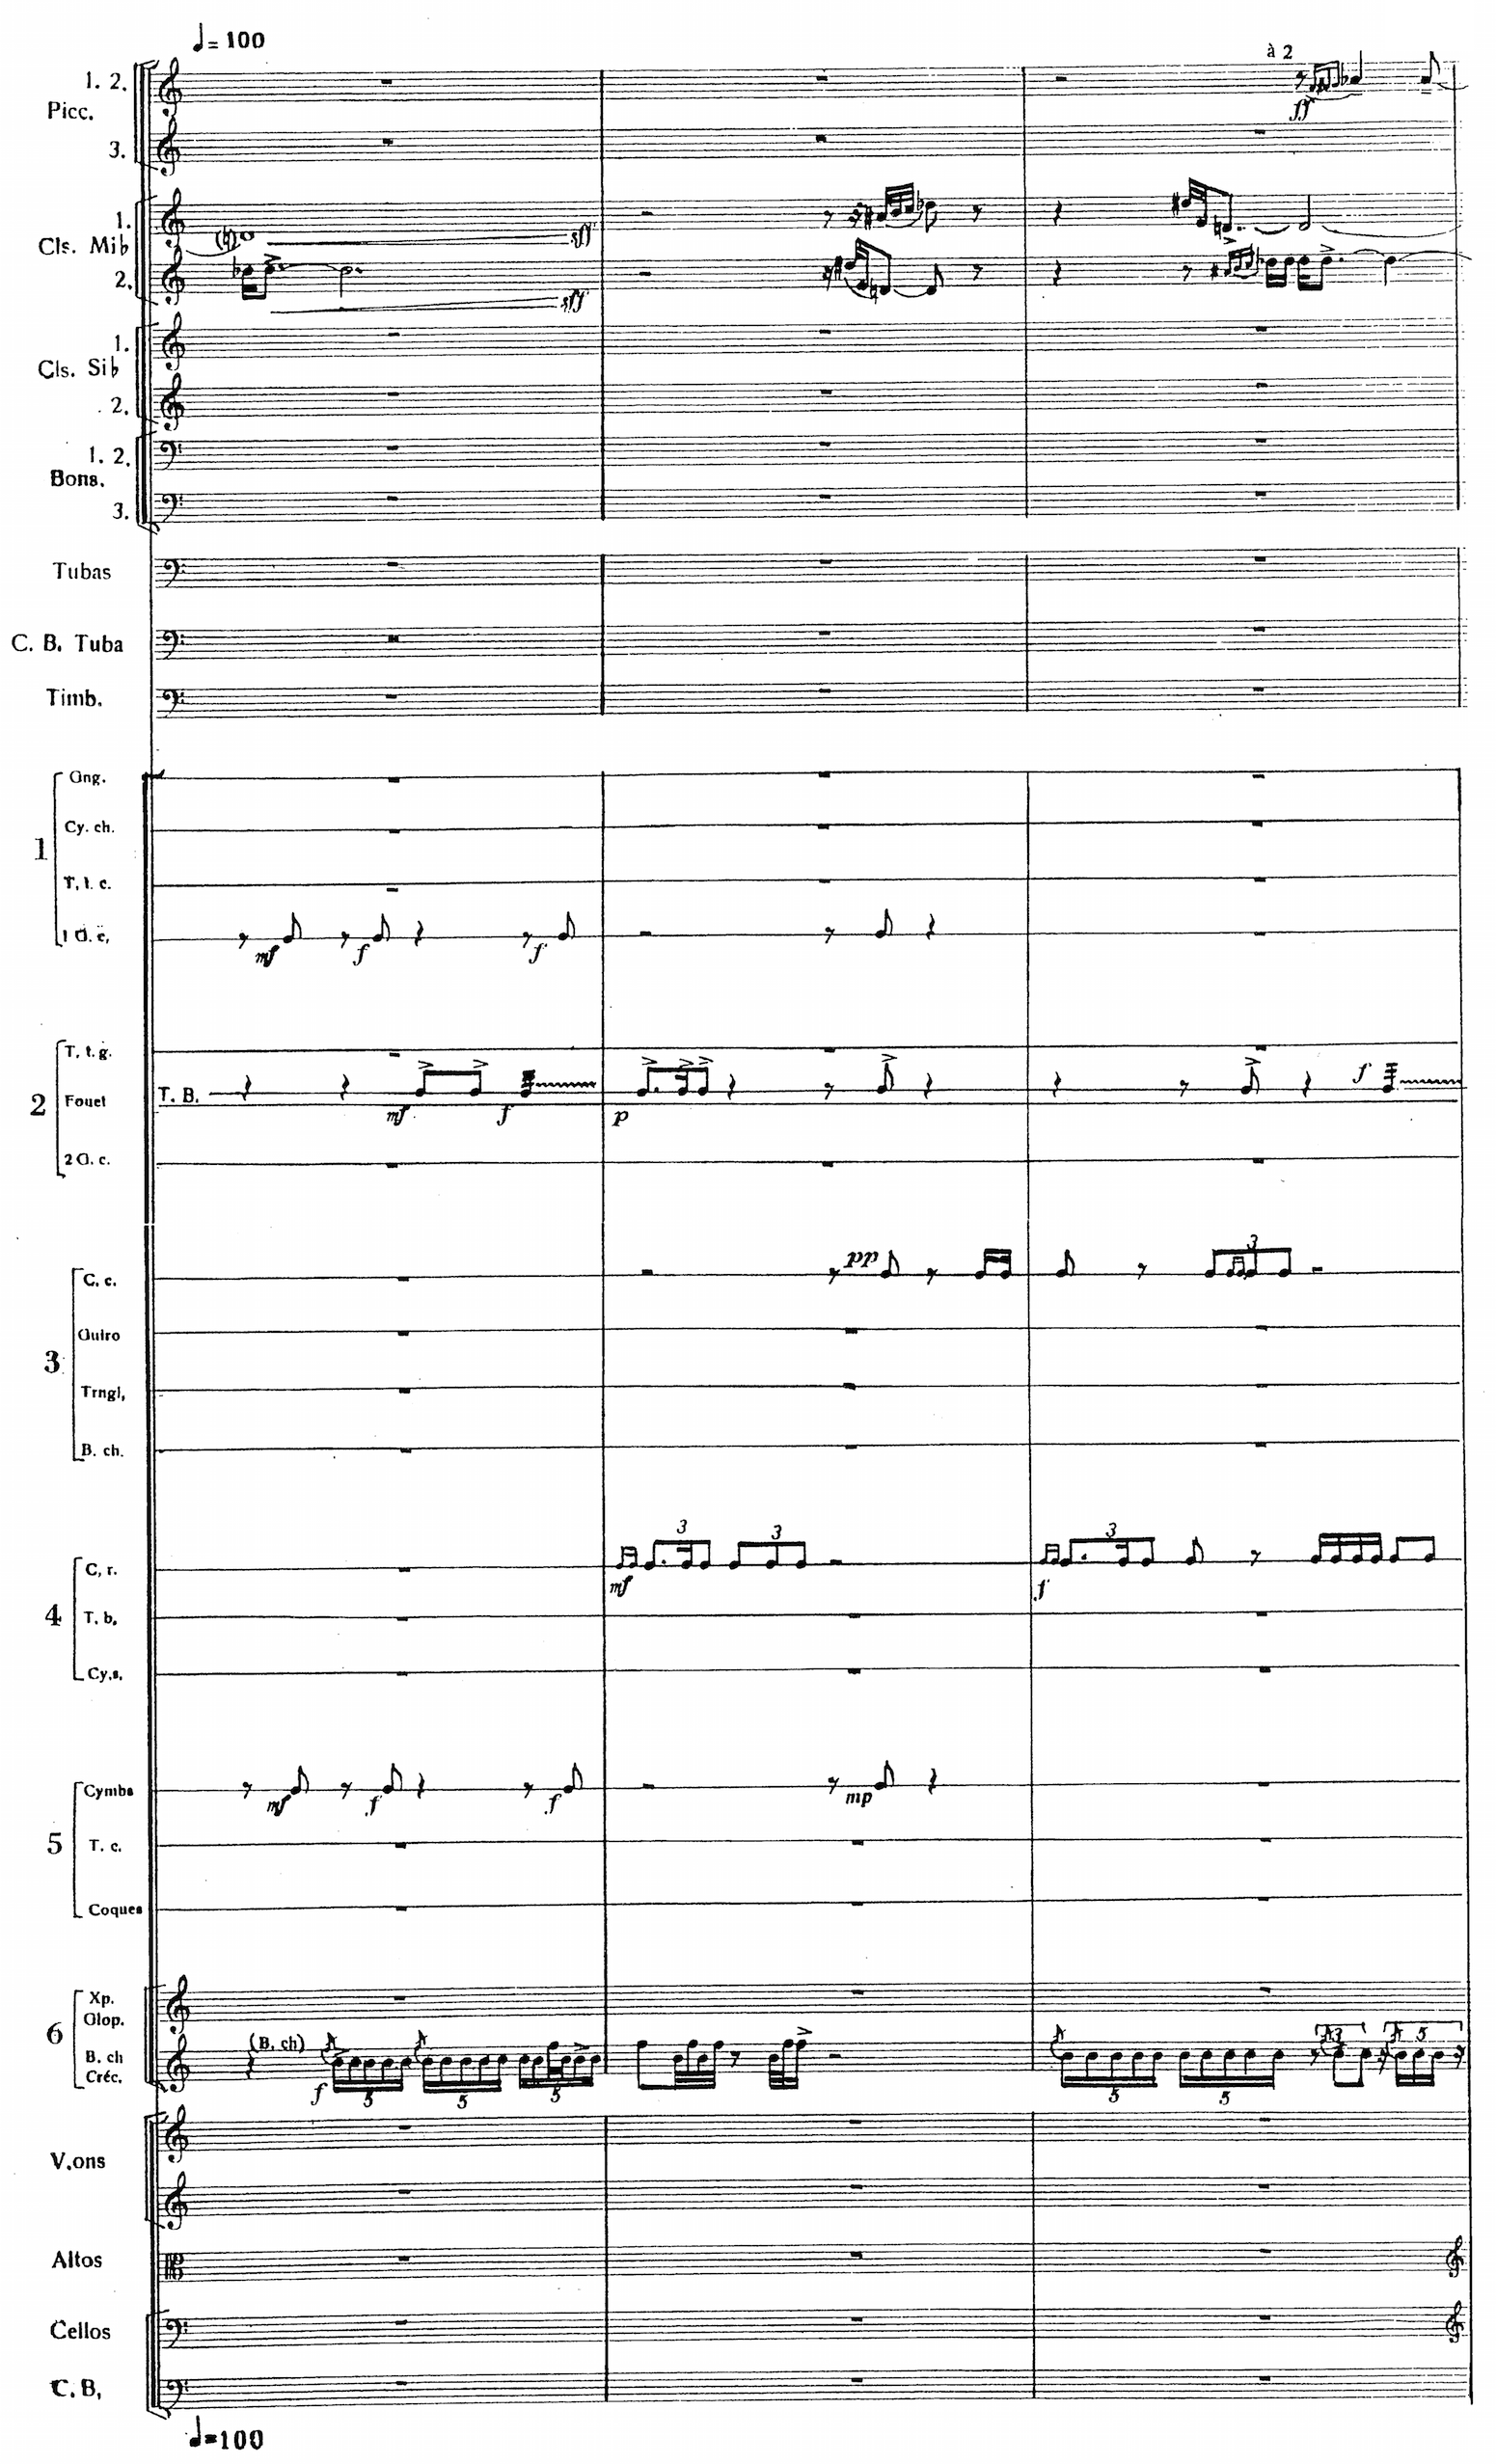 ♩= 100
à 2
1. 2.
Picc.
ff
3.
1.
Cls. Mi♭
sff
2.
sff
1.
Cls. Si♭
2.
1. 2.
Bons.
3.
Tubas
C. B. Tuba
Timb.
1
Gng.
Cy. ch.
T. t. c.
1 G. c.
mf f f
2
T. t. g.
T. B.
Fouet
mf f p f
2 G. c.
3
pp 3
C. c.
Guiro
Trngl.
B. ch.
4
3 3 3
C. r.
mf f
T. b.
Cy. s.
5
Cymbs
mf f f mp
T. c.
Coques
6
Xp.
Glop.
(B. ch) 3 5
B. ch
Créc.
f 5 5 5 5 5
V.ons
Altos
Cellos
C. B.
♩=100